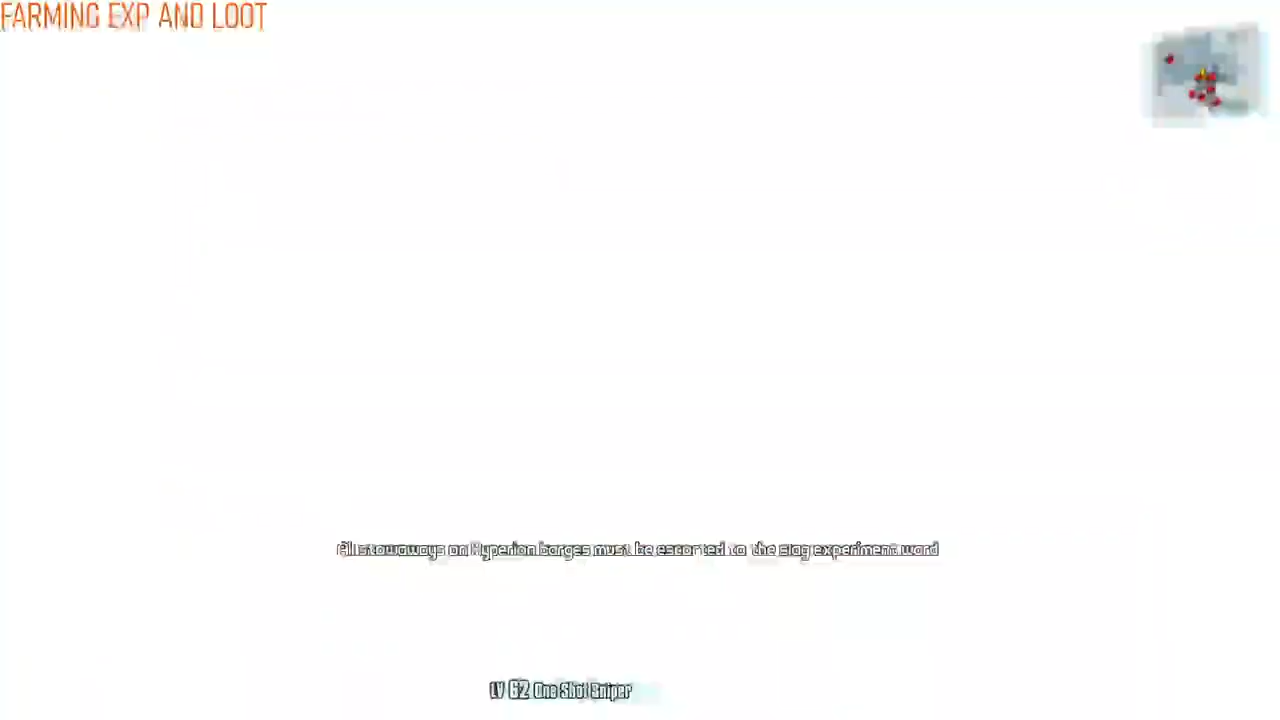 FARMING EXP AND LOOT
All stowaways on Hyperion barges must be escorted to the slag experiment ward
LV 62 One Shot Sniper